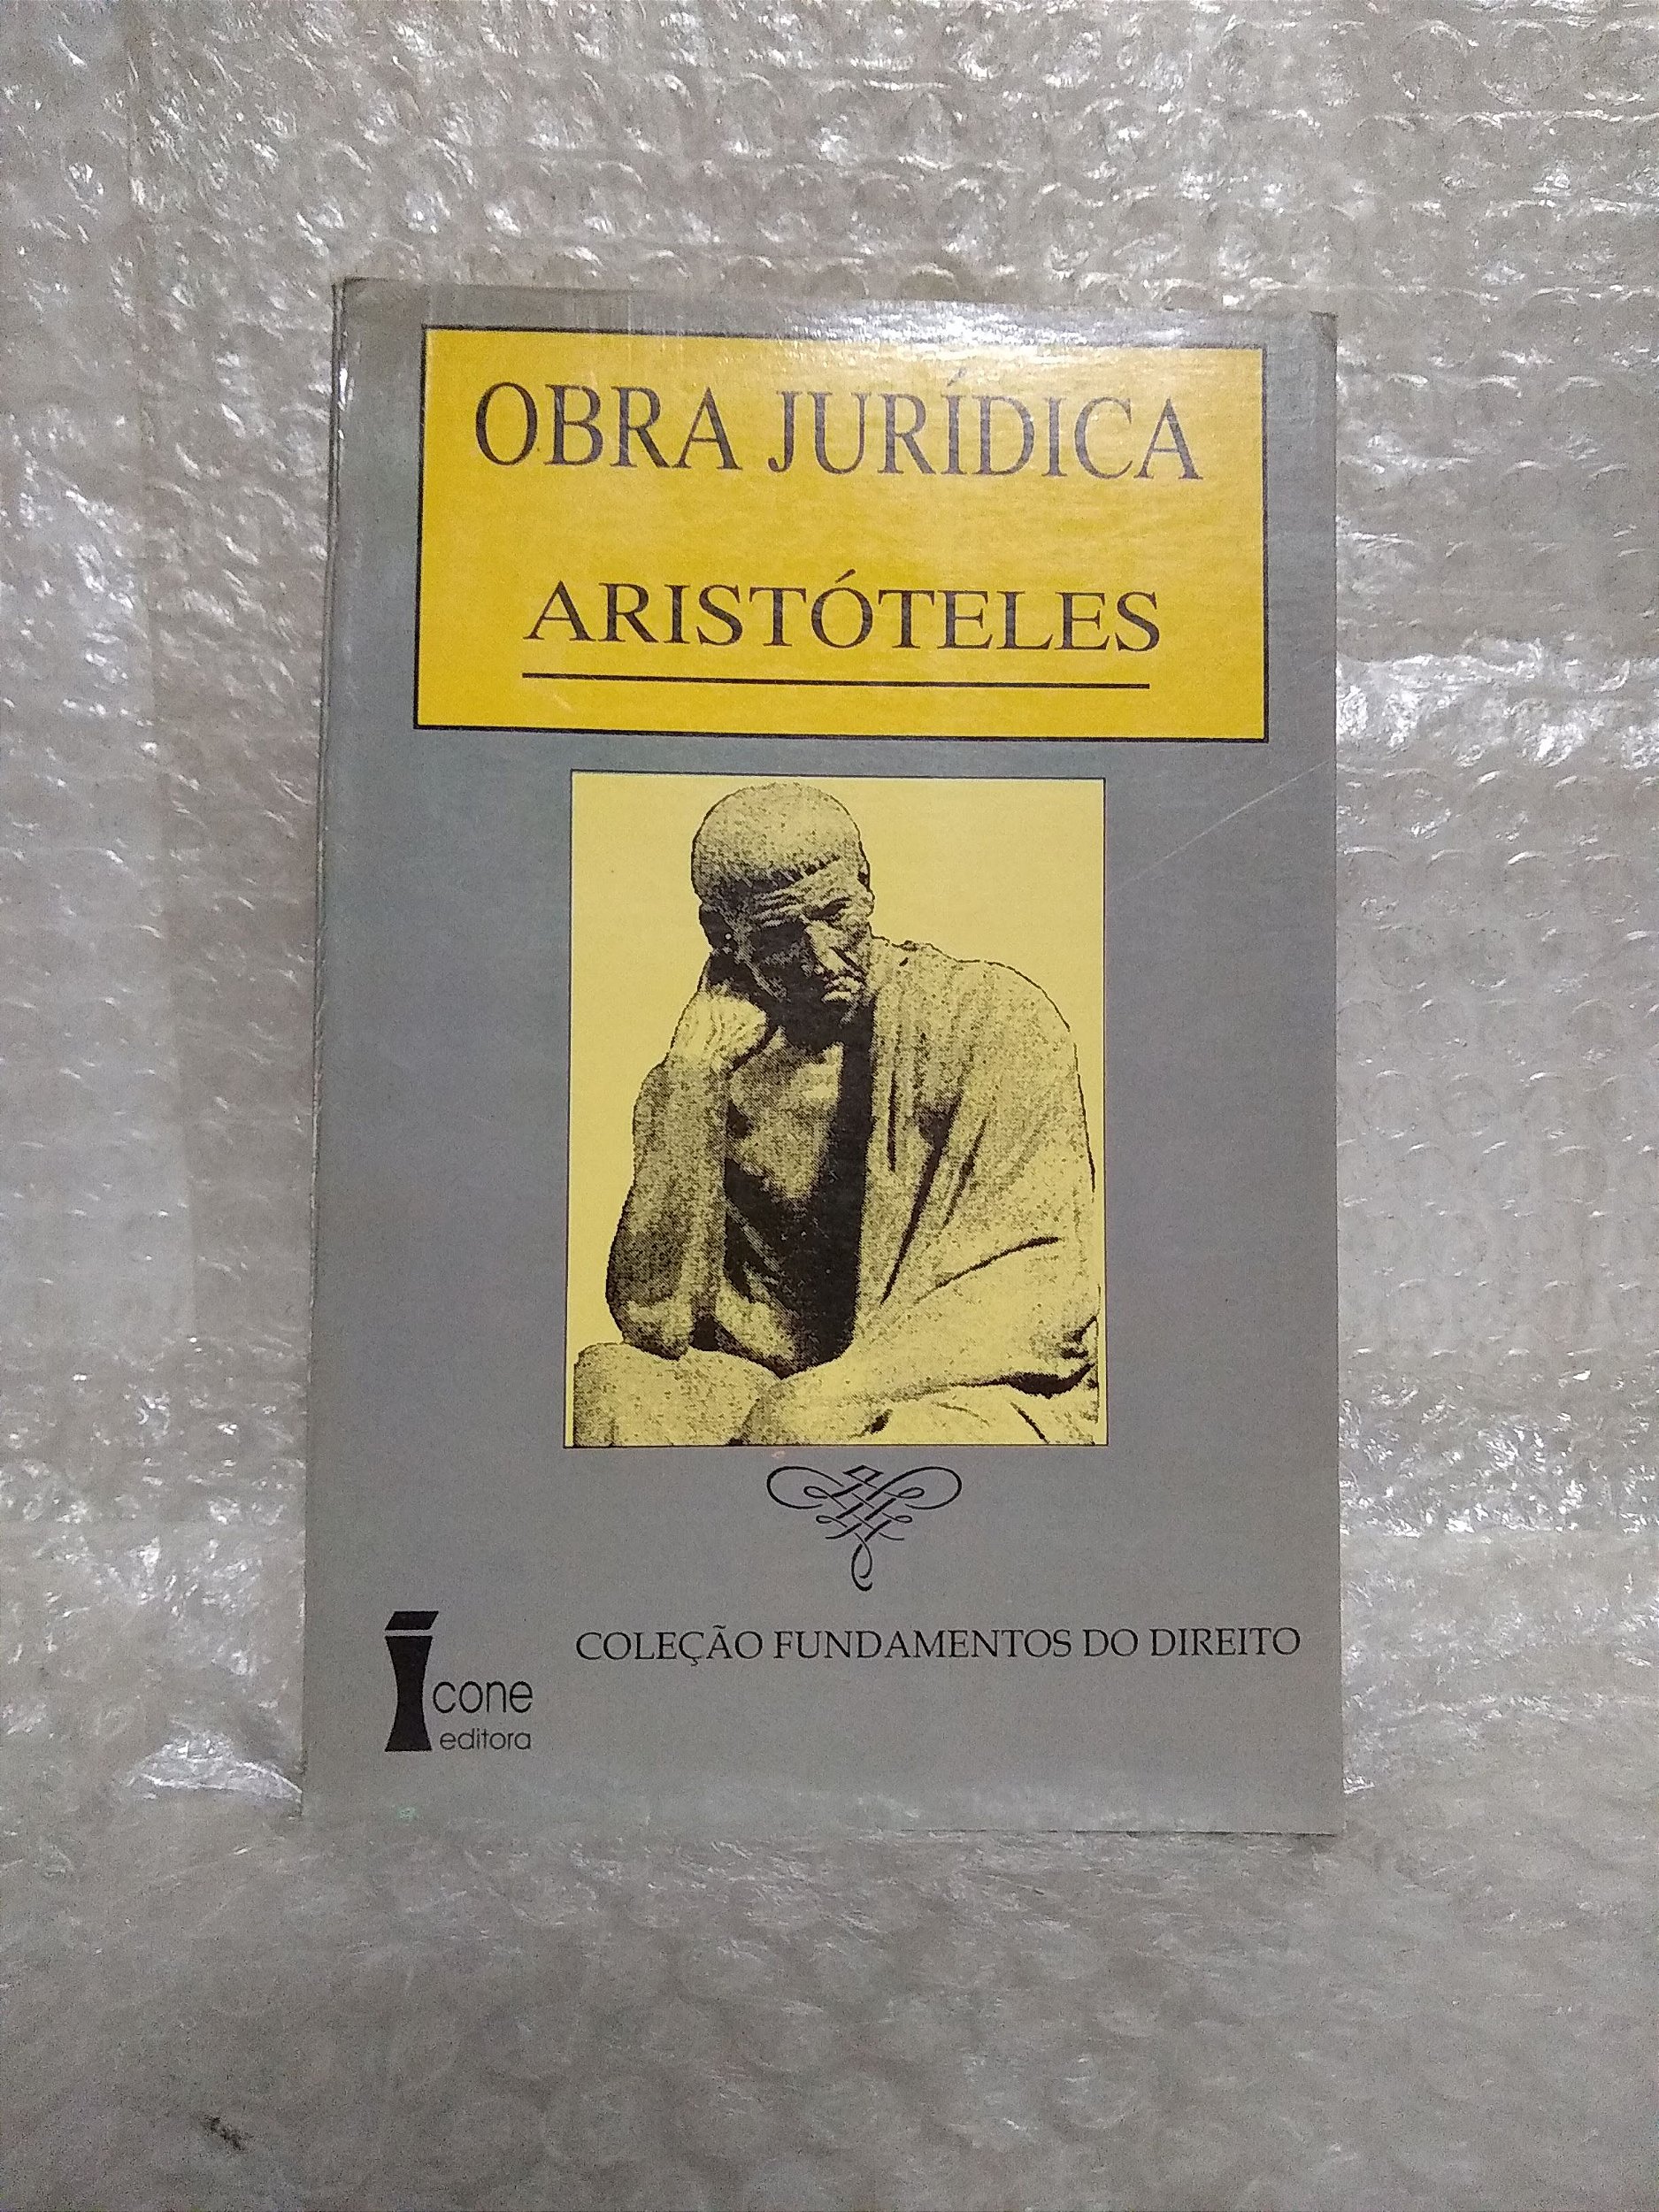 OBRA JURÍDICA
ARISTÓTELES
COLEÇÃO FUNDAMENTOS DO DIREITO
Ícone
editora